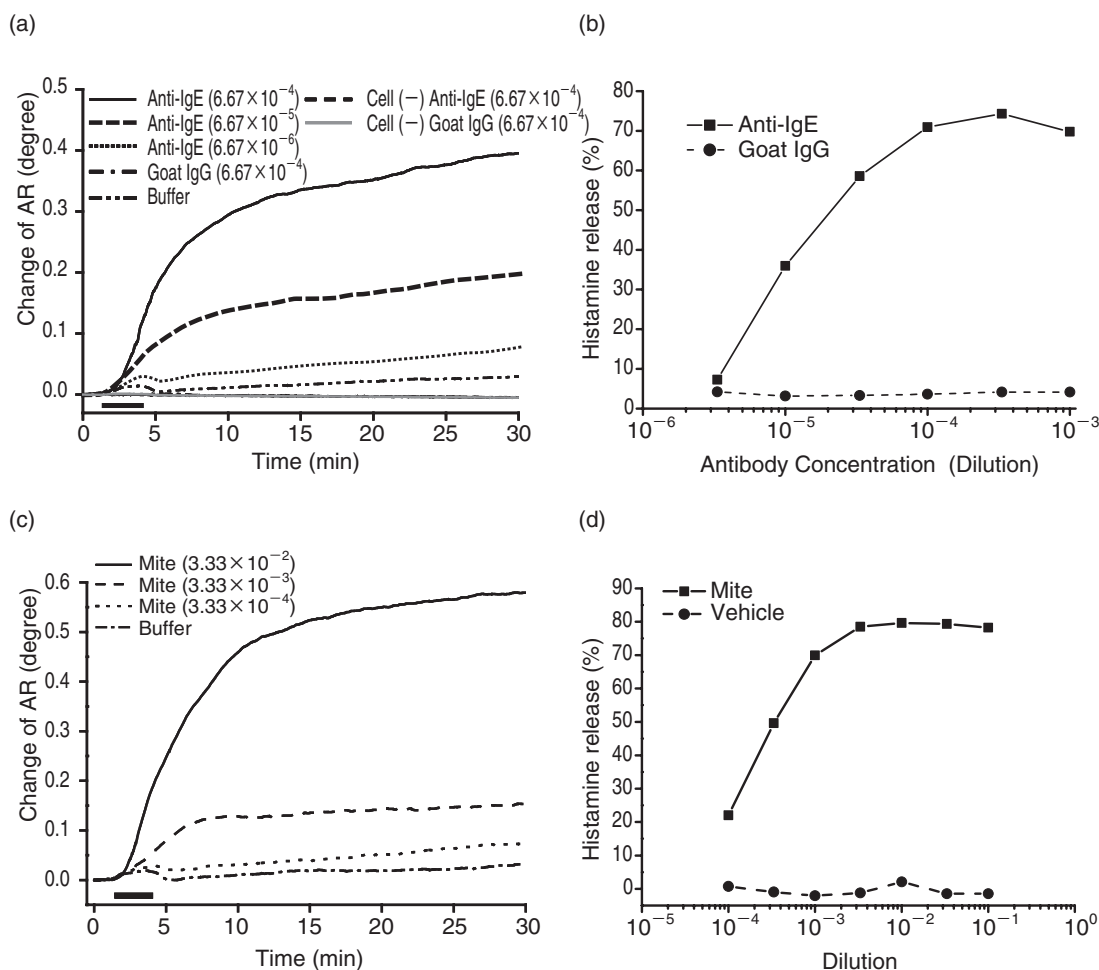 (a)
Change of AR (degree)
0.5
0.4
0.3
0.2
0.1
0.0
Anti-IgE (6.67×10⁻⁴)
Anti-IgE (6.67×10⁻⁵)
Anti-IgE (6.67×10⁻⁶)
Goat IgG (6.67×10⁻⁴)
Buffer
Cell (−) Anti-IgE (6.67×10⁻⁴)
Cell (−) Goat IgG (6.67×10⁻⁴)
0 5 10 15 20 25 30
Time (min)
(b)
Histamine release (%)
80
70
60
50
40
30
20
10
0
Anti-IgE
Goat IgG
10⁻⁶ 10⁻⁵ 10⁻⁴ 10⁻³
Antibody Concentration (Dilution)
(c)
Change of AR (degree)
0.6
0.5
0.4
0.3
0.2
0.1
0.0
Mite (3.33×10⁻²)
Mite (3.33×10⁻³)
Mite (3.33×10⁻⁴)
Buffer
0 5 10 15 20 25 30
Time (min)
(d)
Histamine release (%)
90
80
70
60
50
40
30
20
10
0
Mite
Vehicle
10⁻⁵ 10⁻⁴ 10⁻³ 10⁻² 10⁻¹ 10⁰
Dilution